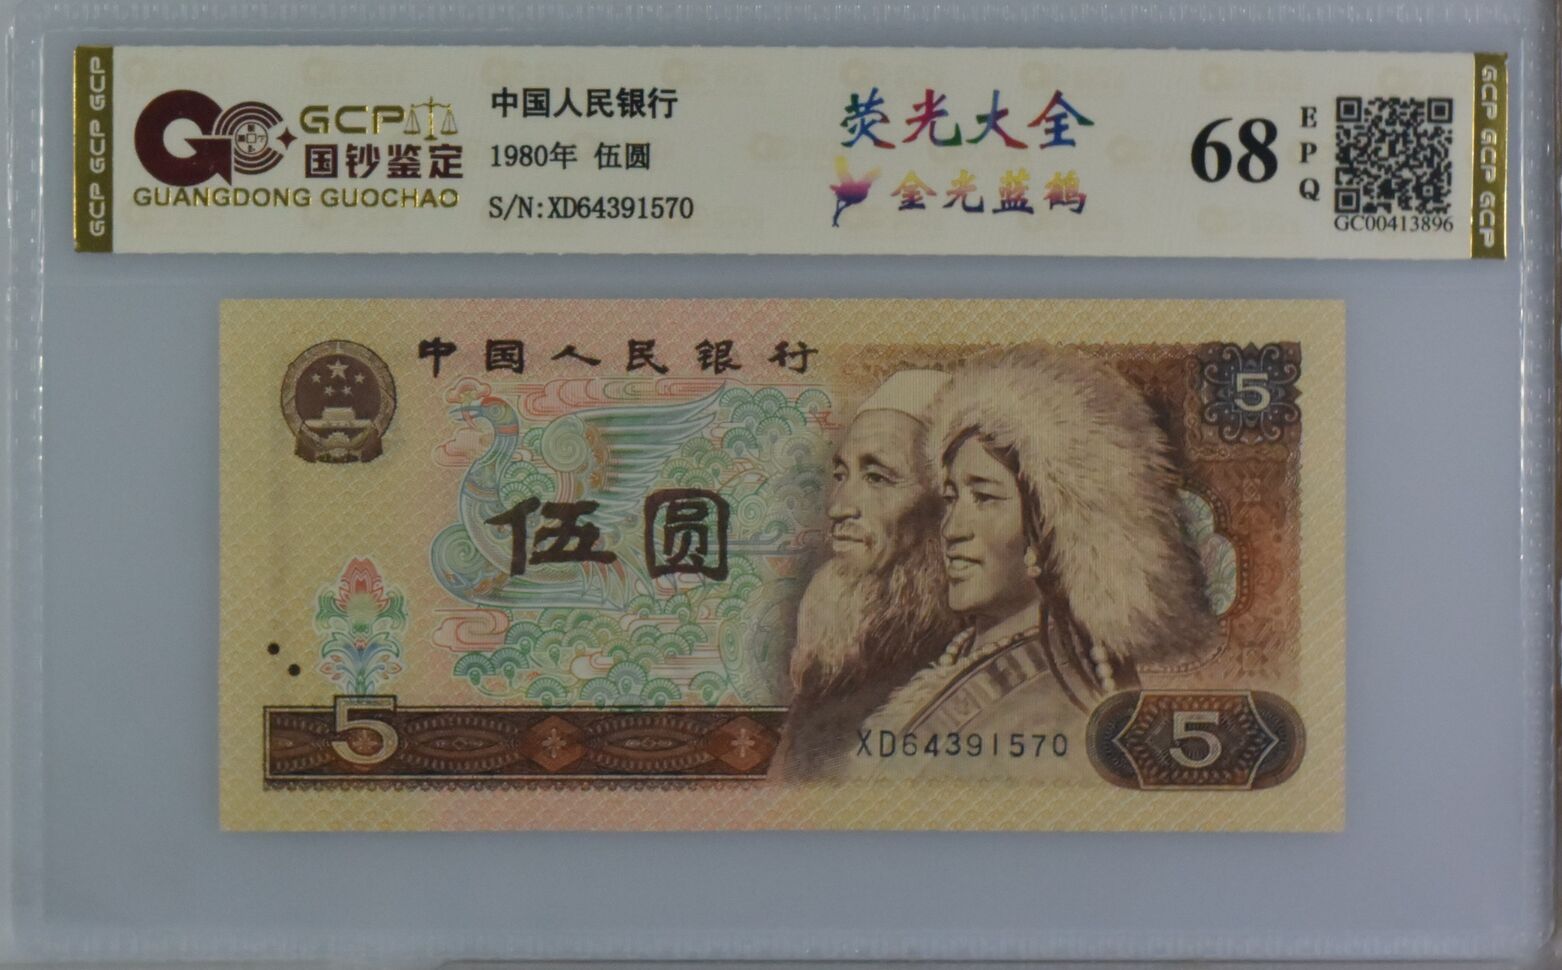 GCP GCP GCP
GCP
国钞鉴定
GUANGDONG GUOCHAO
中国人民银行
1980年 伍圆
S/N:XD64391570
荧光大全
金光蓝鹤
68
EPQ
GC00413896
GCP GCP GCP
中国人民银行
5
伍圆
5
XD64391570
5